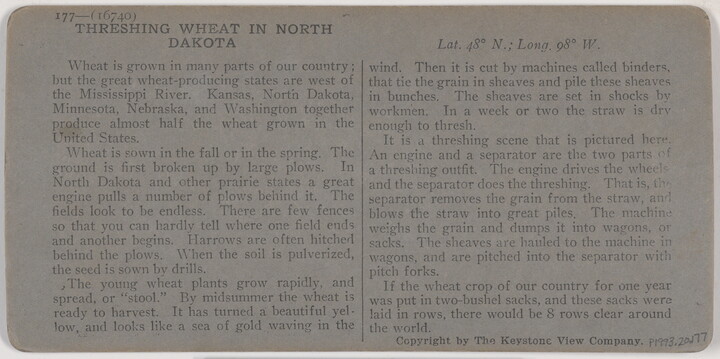 177—(16740)
THRESHING WHEAT IN NORTH
DAKOTA
Wheat is grown in many parts of our country;
but the great wheat-producing states are west of
the Mississippi River. Kansas, North Dakota,
Minnesota, Nebraska, and Washington together
produce almost half the wheat grown in the
United States.
Wheat is sown in the fall or in the spring. The
ground is first broken up by large plows. In
North Dakota and other prairie states a great
engine pulls a number of plows behind it. The
fields look to be endless. There are few fences
so that you can hardly tell where one field ends
and another begins. Harrows are often hitched
behind the plows. When the soil is pulverized,
the seed is sown by drills.
The young wheat plants grow rapidly, and
spread, or "stool." By midsummer the wheat is
ready to harvest. It has turned a beautiful yel-
low, and looks like a sea of gold waving in the
Lat. 48° N.; Long. 98° W.
wind. Then it is cut by machines called binders,
that tie the grain in sheaves and pile these sheaves
in bunches. The sheaves are set in shocks by
workmen. In a week or two the straw is dry
enough to thresh.
It is a threshing scene that is pictured here.
An engine and a separator are the two parts of
a threshing outfit. The engine drives the wheels
and the separator does the threshing. That is, the
separator removes the grain from the straw, and
blows the straw into great piles. The machine
weighs the grain and dumps it into wagons, or
sacks. The sheaves are hauled to the machine in
wagons, and are pitched into the separator with
pitch forks.
If the wheat crop of our country for one year
was put in two-bushel sacks, and these sacks were
laid in rows, there would be 8 rows clear around
the world.
Copyright by The Keystone View Company.